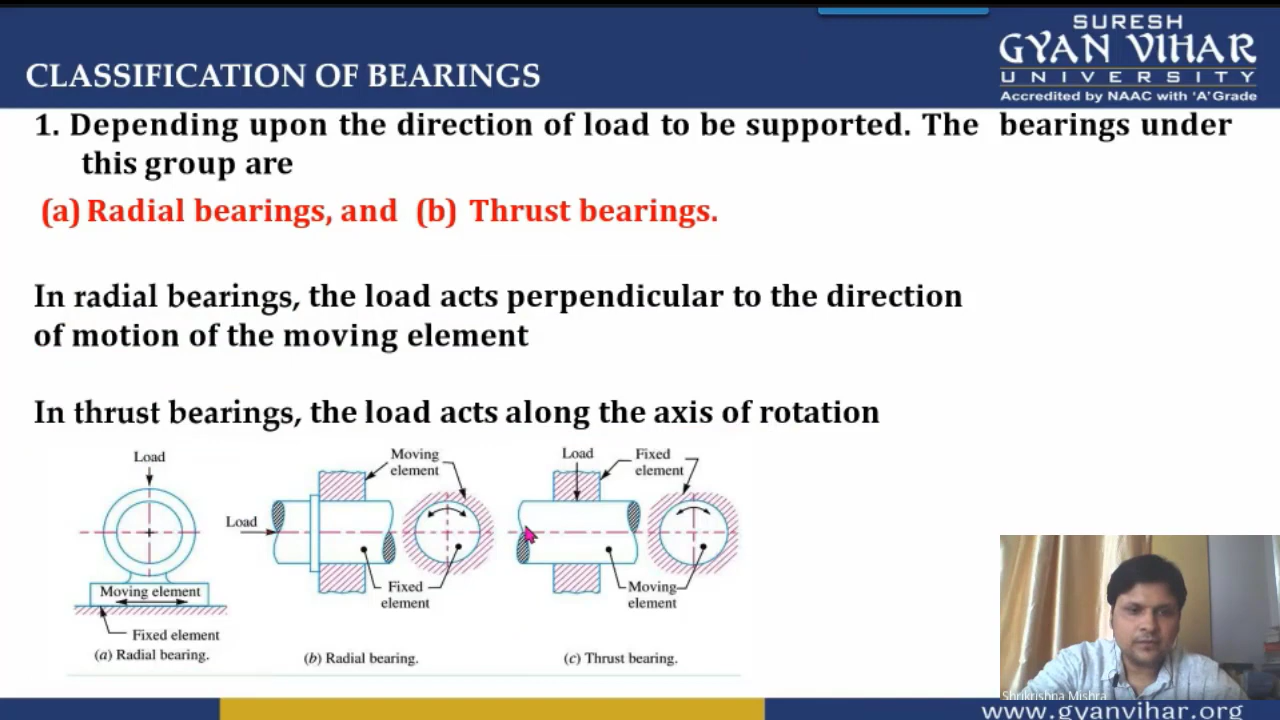 SURESH
GYAN VIHAR
UNIVERSITY
Accredited by NAAC with 'A' Grade
CLASSIFICATION OF BEARINGS
1. Depending upon the direction of load to be supported. The bearings under
this group are
(a) Radial bearings, and (b) Thrust bearings.
In radial bearings, the load acts perpendicular to the direction
of motion of the moving element
In thrust bearings, the load acts along the axis of rotation
Load
Moving element
Fixed element
(a) Radial bearing.
Load
Moving
element
Fixed
element
(b) Radial bearing.
Load
Fixed
element
Moving
element
(c) Thrust bearing.
Shrikrishna Mishra
www.gyanvihar.org